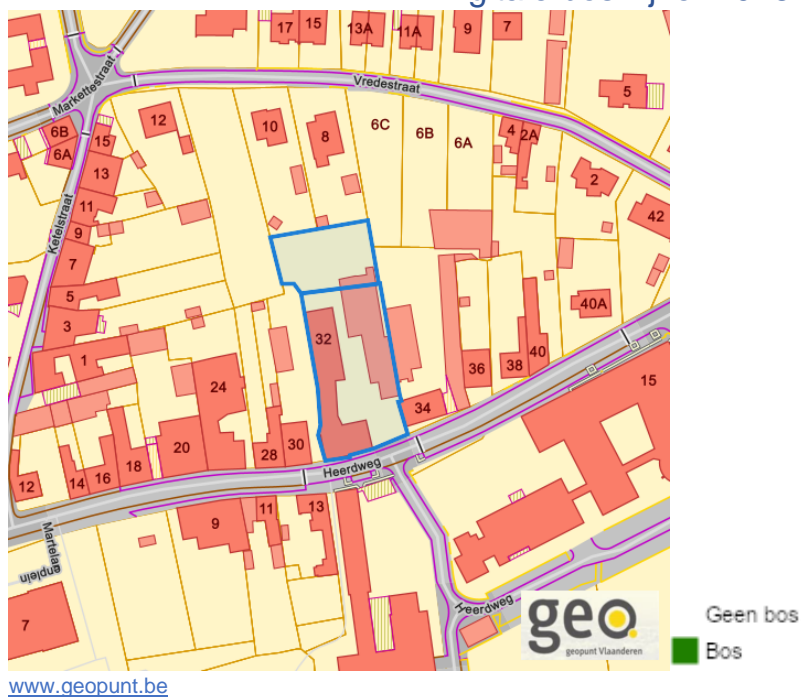 17 15 13A 11A 9 7
Vredestraat
5
Markettestraat
12 10 8 6C 6B 6A 4 2A
6B 15
6A
13
2
11
42
9
Ketelstraat
7
5
40A
3
32
1
24
36 38 40
15
34
20 28 30
18
Heerdweg
12 14 16
9 11 13
Martelaa
enplein
7
Heerdweg
geo.
geopunt Vlaanderen
Geen bos
Bos
www.geopunt.be